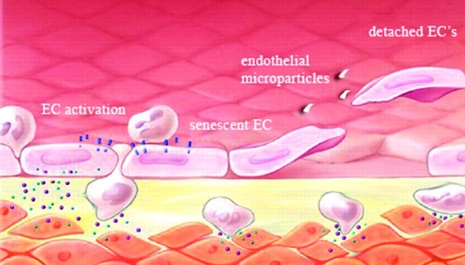 detached EC's
endothelial
microparticles
EC activation
senescent EC